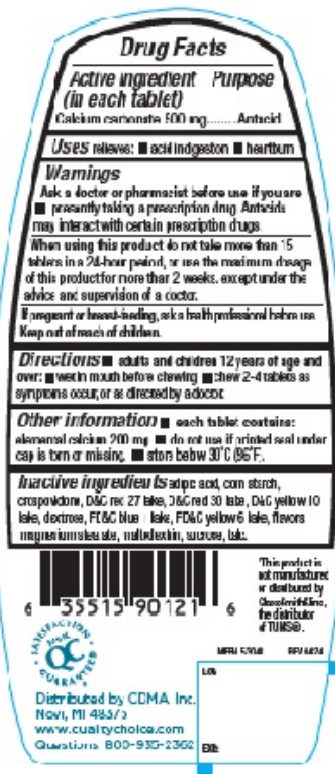 Drug Facts
Active ingredient Purpose
(in each tablet)
Calcium carbonate 500 mg........Antacid
Uses relieves: ■ acid indigestion ■ heartburn
Warnings
Ask a doctor or pharmacist before use if you are
■ presently taking a prescription drug. Antacids
may interact with certain prescription drugs.
When using this product do not take more than 15
tablets in a 24-hour period, or use the maximum dosage
of this product for more than 2 weeks, except under the
advice and supervision of a doctor.
If pregnant or breast-feeding, ask a health professional before use.
Keep out of reach of children.
Directions ■ adults and children 12 years of age and
over: ■ wet in mouth before chewing ■ chew 2-4 tablets as
symptoms occur, or as directed by a doctor.
Other information ■ each tablet contains:
elemental calcium 200 mg ■ do not use if printed seal under
cap is torn or missing. ■ store below
Inactive ingredients adipic acid, corn starch,
crospovidone, D&C red 27 lake, D&C red 30 lake, D&C yellow 10
lake, dextrose, FD&C blue 1 lake, FD&C yellow 6 lake, flavors
magnesium stearate, maltodextrin, sucrose, talc.
6 35515 90121 6
This product is
not manufactured
or distributed by
GlaxoSmithKline,
the distributor
of TUMS®.
SATISFACTION
QC
GUARANTEED
Distributed by CDMA Inc.
Novi, MI 48375
www.qualitychoice.com
Questions 800-935-2362
Lot:
EXP: